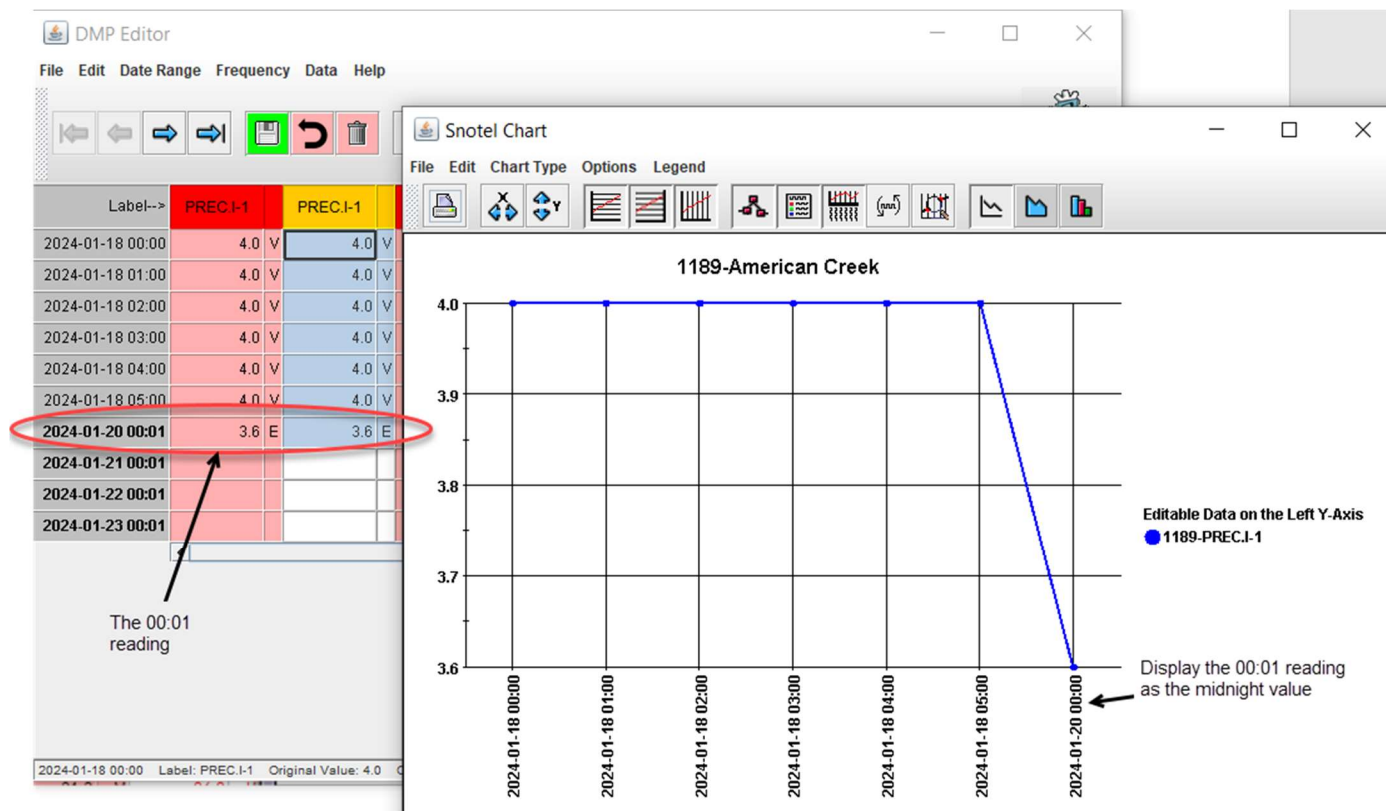 DMP Editor
File Edit Date Range Frequency Data Help
Label--> PREC.I-1 PREC.I-1
2024-01-18 00:00 4.0 V 4.0 V
2024-01-18 01:00 4.0 V 4.0 V
2024-01-18 02:00 4.0 V 4.0 V
2024-01-18 03:00 4.0 V 4.0 V
2024-01-18 04:00 4.0 V 4.0 V
2024-01-18 05:00 4.0 V 4.0 V
2024-01-20 00:01 3.6 E 3.6 E
2024-01-21 00:01
2024-01-22 00:01
2024-01-23 00:01
The 00:01
reading
2024-01-18 00:00 Label: PREC.I-1 Original Value: 4.0
Snotel Chart
File Edit Chart Type Options Legend
X
Y
1189-American Creek
4.0
3.9
3.8
3.7
3.6
2024-01-18 00:00
2024-01-18 01:00
2024-01-18 02:00
2024-01-18 03:00
2024-01-18 04:00
2024-01-18 05:00
2024-01-20 00:00
Editable Data on the Left Y-Axis
1189-PREC.I-1
Display the 00:01 reading
as the midnight value